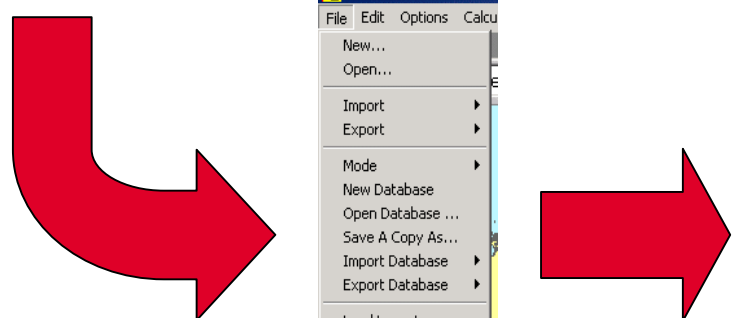 File Edit Options
New...
Open...
Import
Export
Mode
New Database
Open Database ...
Save A Copy As...
Import Database
Export Database